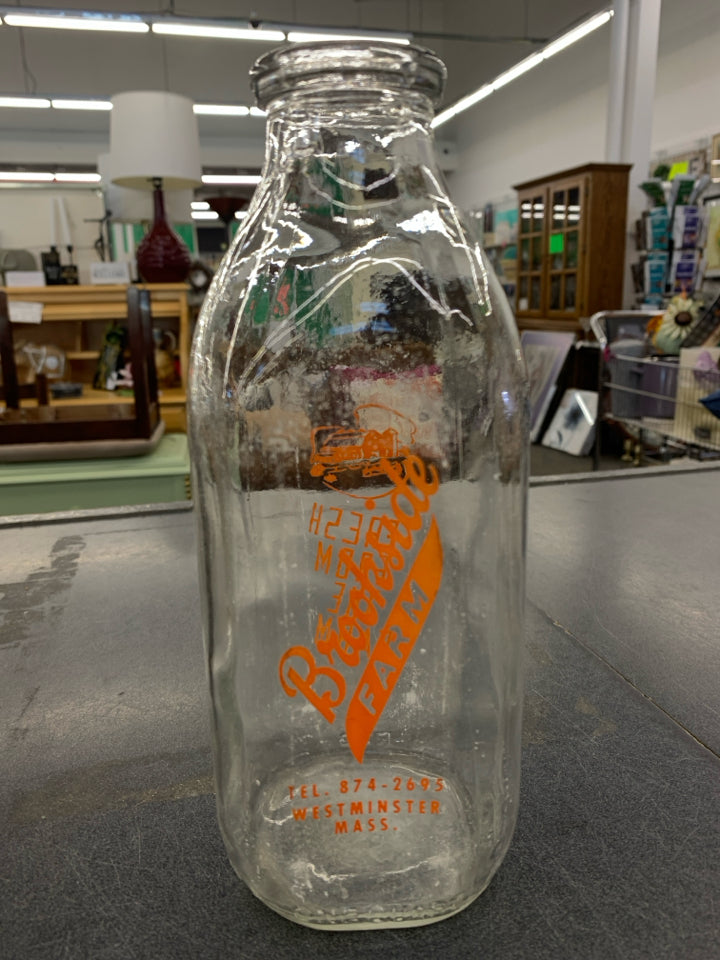 Brookside
FARM
TEL. 874-2695
WESTMINSTER
MASS.